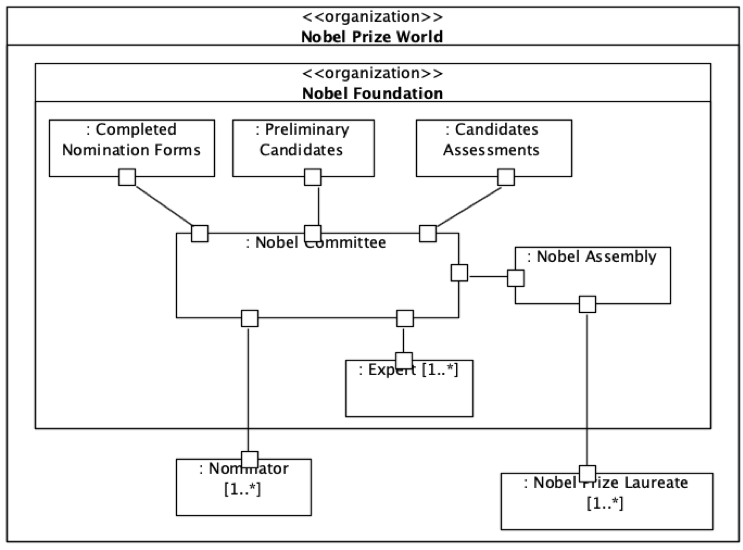 <<organization>>
Nobel Prize World
<<organization>>
Nobel Foundation
: Completed
Nomination Forms
: Preliminary
Candidates
: Candidates
Assessments
: Nobel Committee
: Nobel Assembly
: Expert [1..*]
: Nominator
[1..*]
: Nobel Prize Laureate
[1..*]